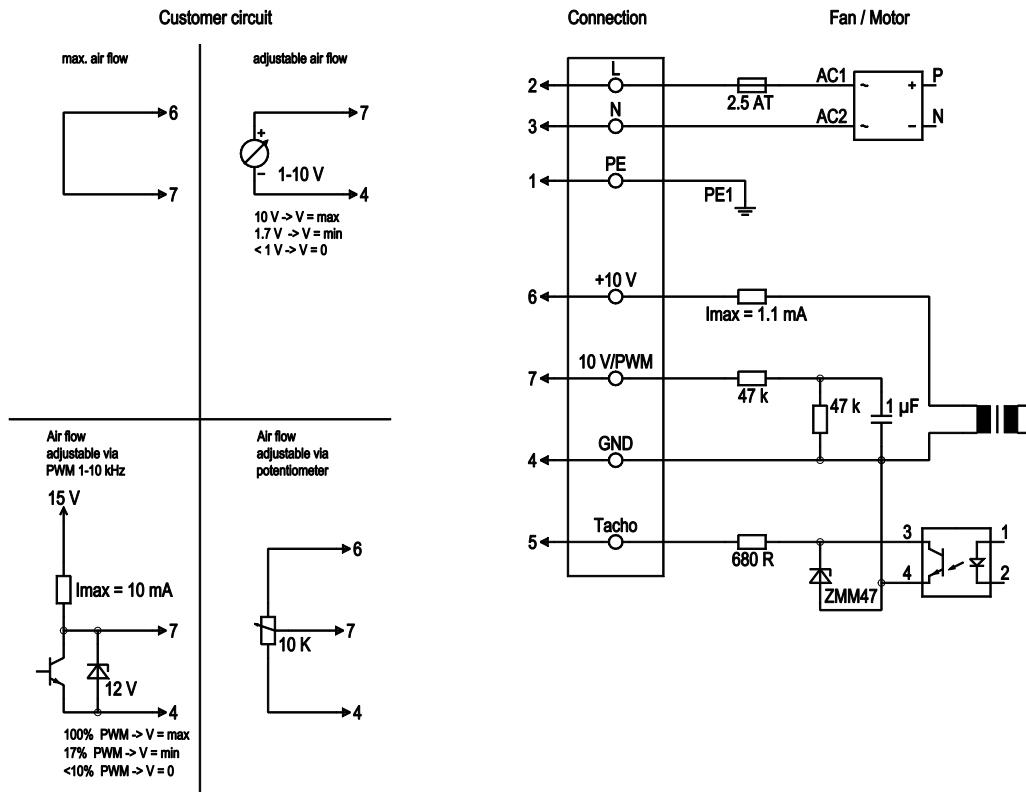 Customer circuit
max. air flow
6
7
adjustable air flow
7
+
−
1-10 V
4
10 V -> V = max
1.7 V -> V = min
< 1 V -> V = 0
Air flow
adjustable via
PWM 1-10 kHz
15 V
Imax = 10 mA
7
12 V
4
100% PWM -> V = max
17% PWM -> V = min
<10% PWM -> V = 0
Air flow
adjustable via
potentiometer
6
7
10 K
4
Connection
Fan / Motor
2
L
2.5 AT
AC1
~
+
P
3
N
AC2
~
−
N
1
PE
PE1
6
+10 V
Imax = 1.1 mA
7
10 V/PWM
47 k
47 k
1 µF
4
GND
5
Tacho
680 R
ZMM47
3
4
1
2